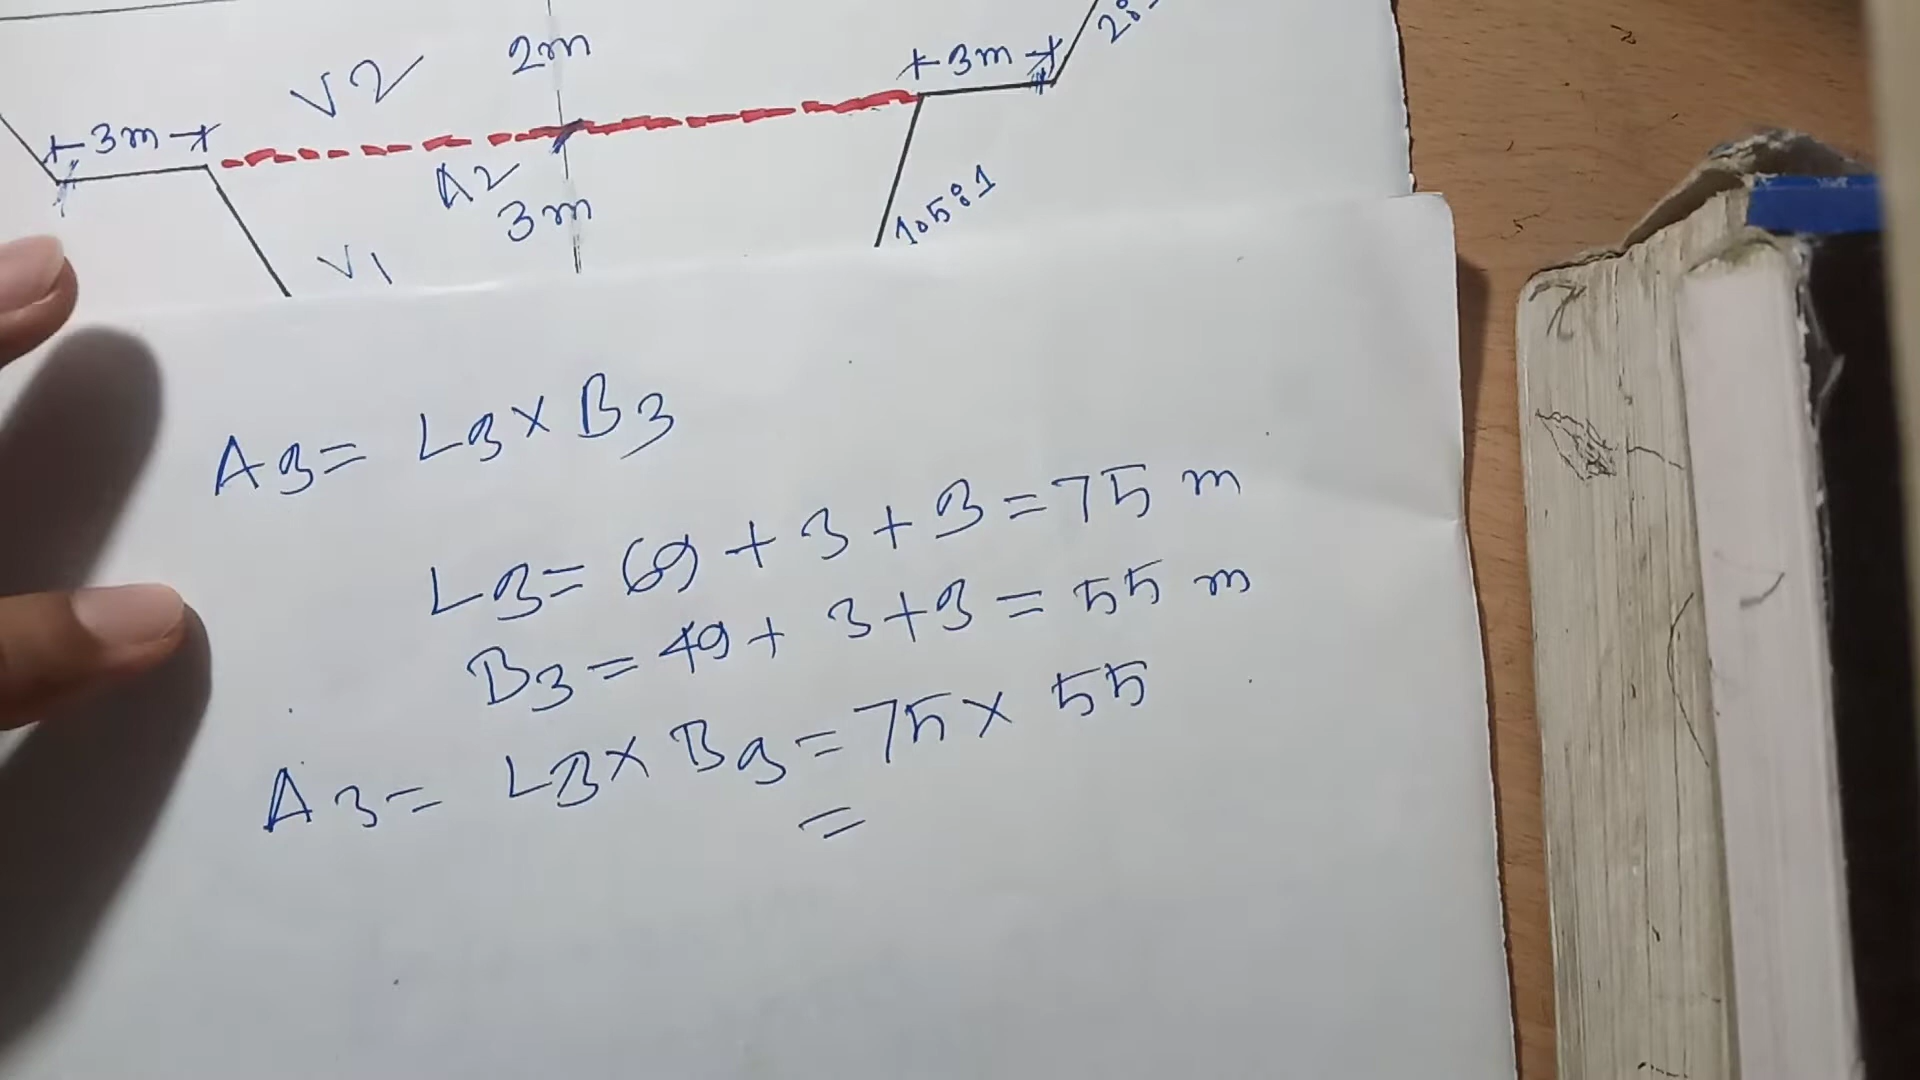 2m
V2
3m
3m
A2
3m
1.5:1
V1
A3= L3 x B3
L3= 69 + 3 + 3 = 75 m
B3= 49 + 3+3 = 55 m
A3= L3x B3 = 75 x 55
=